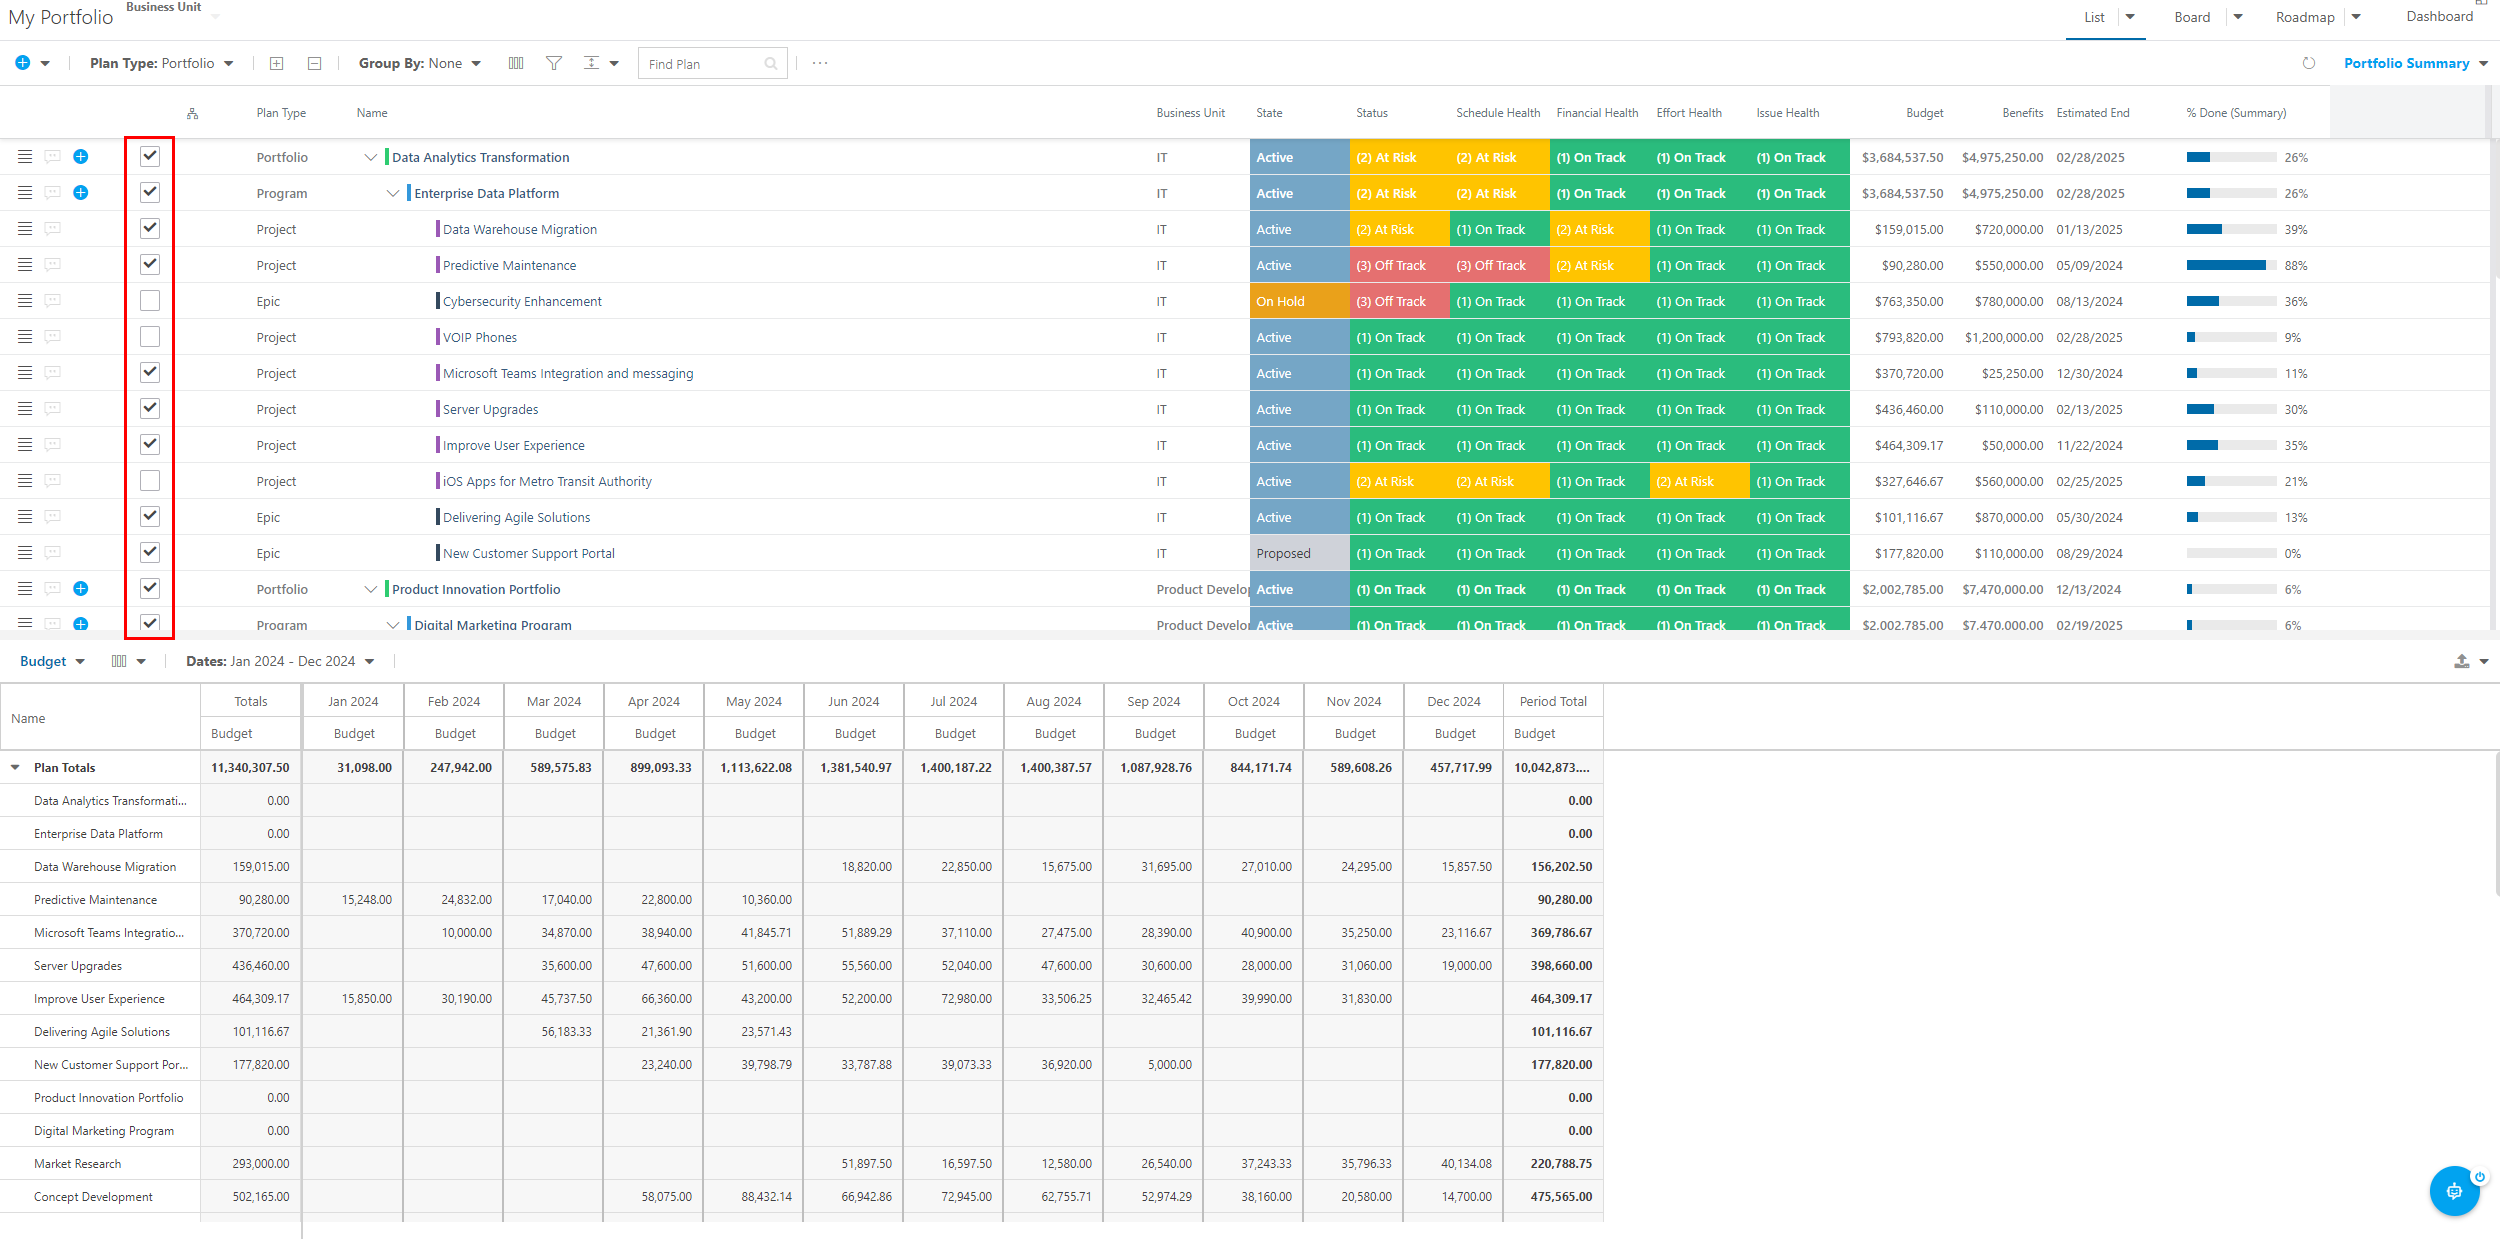 My Portfolio Business Unit List Board Roadmap Dashboard
Plan Type: Portfolio Group By: None Find Plan ... Portfolio Summary
Plan Type Name Business Unit State Status Schedule Health Financial Health Effort Health Issue Health Budget Benefits Estimated End % Done (Summary)
Portfolio Data Analytics Transformation IT Active (2) At Risk (2) At Risk (1) On Track (1) On Track (1) On Track $3,684,537.50 $4,975,250.00 02/28/2025 26%
Program Enterprise Data Platform IT Active (2) At Risk (2) At Risk (1) On Track (1) On Track (1) On Track $3,684,537.50 $4,975,250.00 02/28/2025 26%
Project Data Warehouse Migration IT Active (2) At Risk (1) On Track (2) At Risk (1) On Track (1) On Track $159,015.00 $720,000.00 01/13/2025 39%
Project Predictive Maintenance IT Active (3) Off Track (3) Off Track (2) At Risk (1) On Track (1) On Track $90,280.00 $550,000.00 05/09/2024 88%
Epic Cybersecurity Enhancement IT On Hold (3) Off Track (1) On Track (1) On Track (1) On Track (1) On Track $763,350.00 $780,000.00 08/13/2024 36%
Project VOIP Phones IT Active (1) On Track (1) On Track (1) On Track (1) On Track (1) On Track $793,820.00 $1,200,000.00 02/28/2025 9%
Project Microsoft Teams Integration and messaging IT Active (1) On Track (1) On Track (1) On Track (1) On Track (1) On Track $370,720.00 $25,250.00 12/30/2024 11%
Project Server Upgrades IT Active (1) On Track (1) On Track (1) On Track (1) On Track (1) On Track $436,460.00 $110,000.00 02/13/2025 30%
Project Improve User Experience IT Active (1) On Track (1) On Track (1) On Track (1) On Track (1) On Track $464,309.17 $50,000.00 11/22/2024 35%
Project iOS Apps for Metro Transit Authority IT Active (2) At Risk (2) At Risk (1) On Track (2) At Risk (1) On Track $327,646.67 $560,000.00 02/25/2025 21%
Epic Delivering Agile Solutions IT Active (1) On Track (1) On Track (1) On Track (1) On Track (1) On Track $101,116.67 $870,000.00 05/30/2024 13%
Epic New Customer Support Portal IT Proposed (1) On Track (1) On Track (1) On Track (1) On Track (1) On Track $177,820.00 $110,000.00 08/29/2024 0%
Portfolio Product Innovation Portfolio Product Develo Active (1) On Track (1) On Track (1) On Track (1) On Track (1) On Track $2,002,785.00 $7,470,000.00 12/13/2024 6%
Program Digital Marketing Program Product Develo Active (1) On Track (1) On Track (1) On Track (1) On Track (1) On Track $2,002,785.00 $7,470,000.00 02/19/2025 6%
Budget Dates: Jan 2024 - Dec 2024
Name Totals Jan 2024 Feb 2024 Mar 2024 Apr 2024 May 2024 Jun 2024 Jul 2024 Aug 2024 Sep 2024 Oct 2024 Nov 2024 Dec 2024 Period Total
Budget Budget Budget Budget Budget Budget Budget Budget Budget Budget Budget Budget Budget Budget
Plan Totals 11,340,307.50 31,098.00 247,942.00 589,575.83 899,093.33 1,113,622.08 1,381,540.97 1,400,187.22 1,400,387.57 1,087,928.76 844,171.74 589,608.26 457,717.99 10,042,873....
Data Analytics Transformati... 0.00 0.00
Enterprise Data Platform 0.00 0.00
Data Warehouse Migration 159,015.00 18,820.00 22,850.00 15,675.00 31,695.00 27,010.00 24,295.00 15,857.50 156,202.50
Predictive Maintenance 90,280.00 15,248.00 24,832.00 17,040.00 22,800.00 10,360.00 90,280.00
Microsoft Teams Integratio... 370,720.00 10,000.00 34,870.00 38,940.00 41,845.71 51,889.29 37,110.00 27,475.00 28,390.00 40,900.00 35,250.00 23,116.67 369,786.67
Server Upgrades 436,460.00 35,600.00 47,600.00 51,600.00 55,560.00 52,040.00 47,600.00 30,600.00 28,000.00 31,060.00 19,000.00 398,660.00
Improve User Experience 464,309.17 15,850.00 30,190.00 45,737.50 66,360.00 43,200.00 52,200.00 72,980.00 33,506.25 32,465.42 39,990.00 31,830.00 464,309.17
Delivering Agile Solutions 101,116.67 56,183.33 21,361.90 23,571.43 101,116.67
New Customer Support Por... 177,820.00 23,240.00 39,798.79 33,787.88 39,073.33 36,920.00 5,000.00 177,820.00
Product Innovation Portfolio 0.00 0.00
Digital Marketing Program 0.00 0.00
Market Research 293,000.00 51,897.50 16,597.50 12,580.00 26,540.00 37,243.33 35,796.33 40,134.08 220,788.75
Concept Development 502,165.00 58,075.00 88,432.14 66,942.86 72,945.00 62,755.71 52,974.29 38,160.00 20,580.00 14,700.00 475,565.00